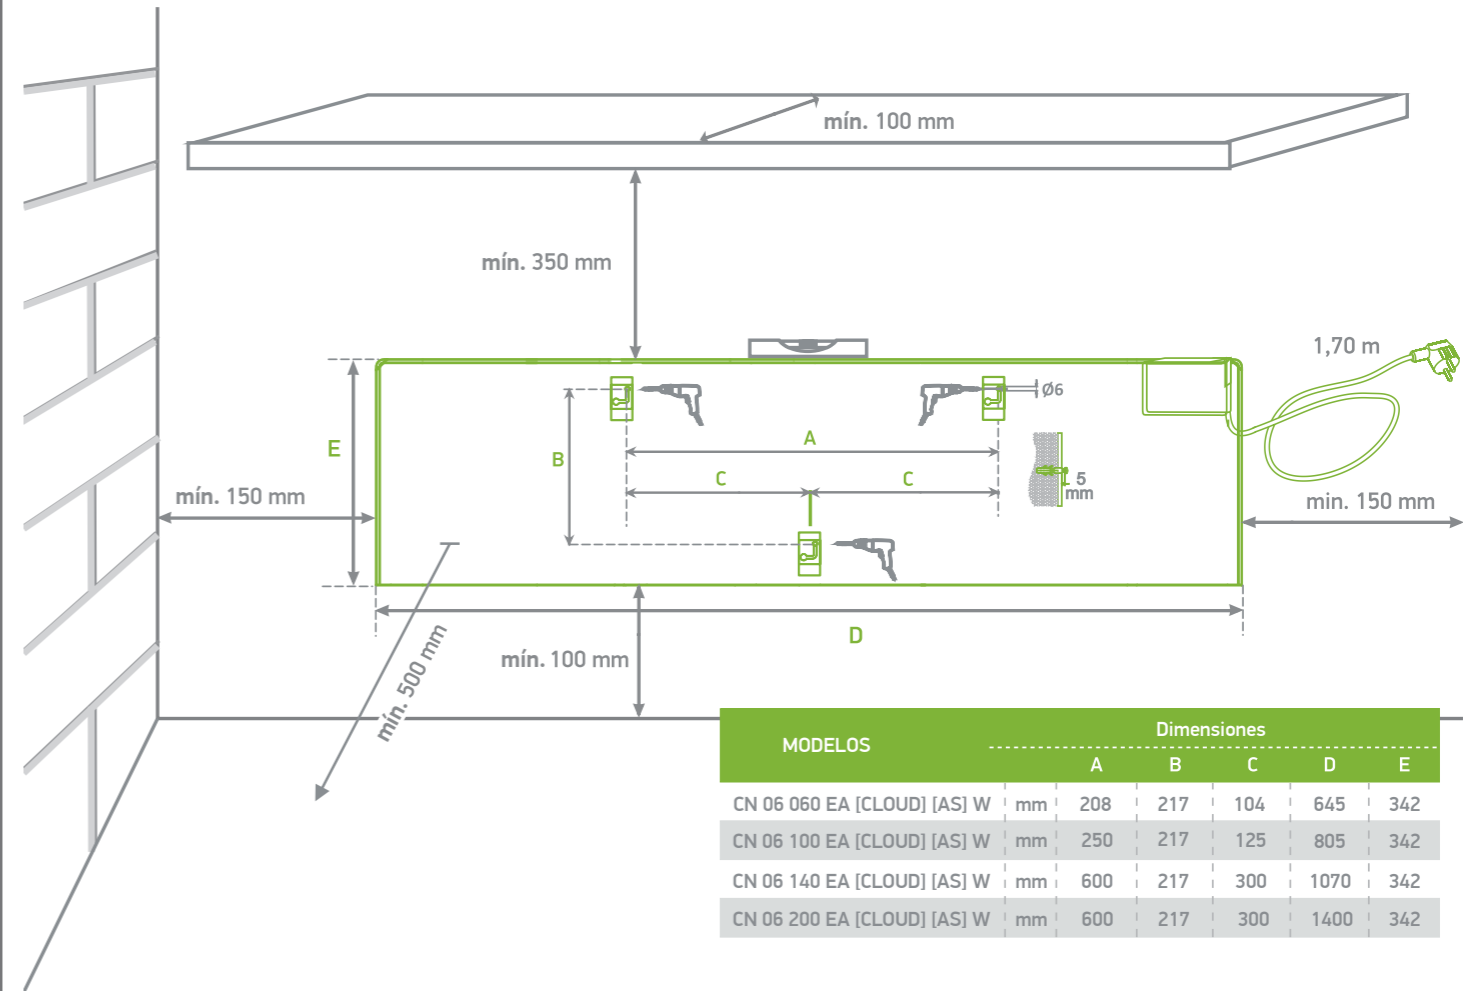 mín. 100 mm
mín. 350 mm
1,70 m
Ø6
A
E
B
C
C
5
mm
mín. 150 mm
min. 150 mm
D
mín. 500 mm
mín. 100 mm
MODELOS Dimensiones
A B C D E
CN 06 060 EA [CLOUD] [AS] W mm 208 217 104 645 342
CN 06 100 EA [CLOUD] [AS] W mm 250 217 125 805 342
CN 06 140 EA [CLOUD] [AS] W mm 600 217 300 1070 342
CN 06 200 EA [CLOUD] [AS] W mm 600 217 300 1400 342